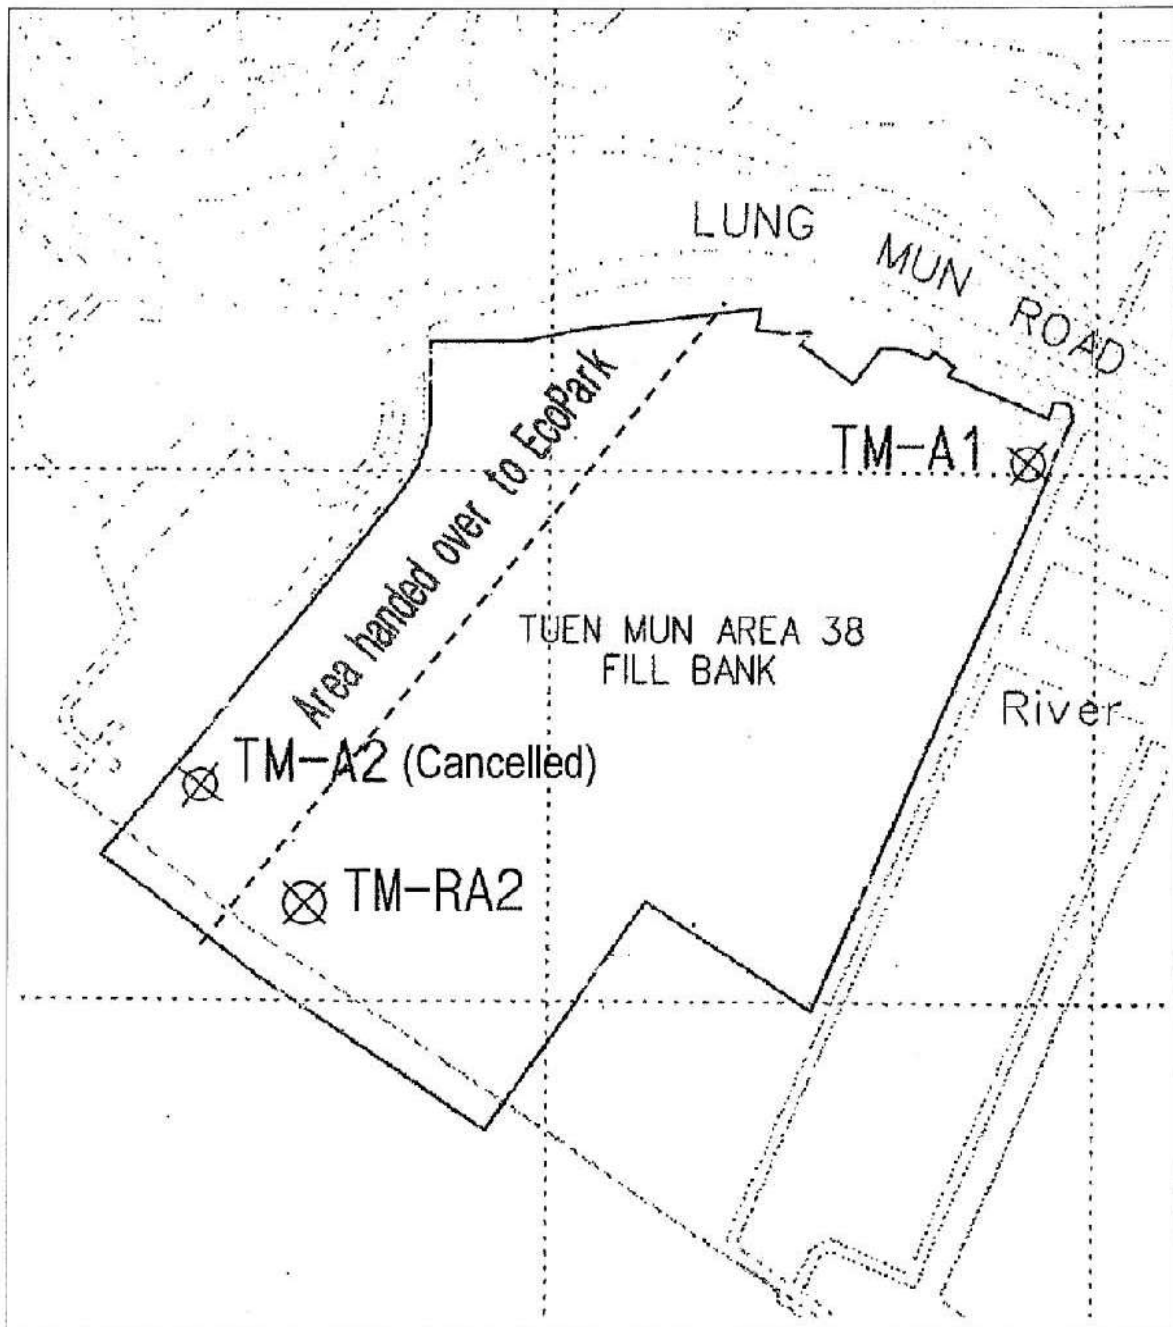 LUNG MUN ROAD
TM-A1
Area handed over to EcoPark
TUEN MUN AREA 38
FILL BANK
River
TM-A2 (Cancelled)
TM-RA2